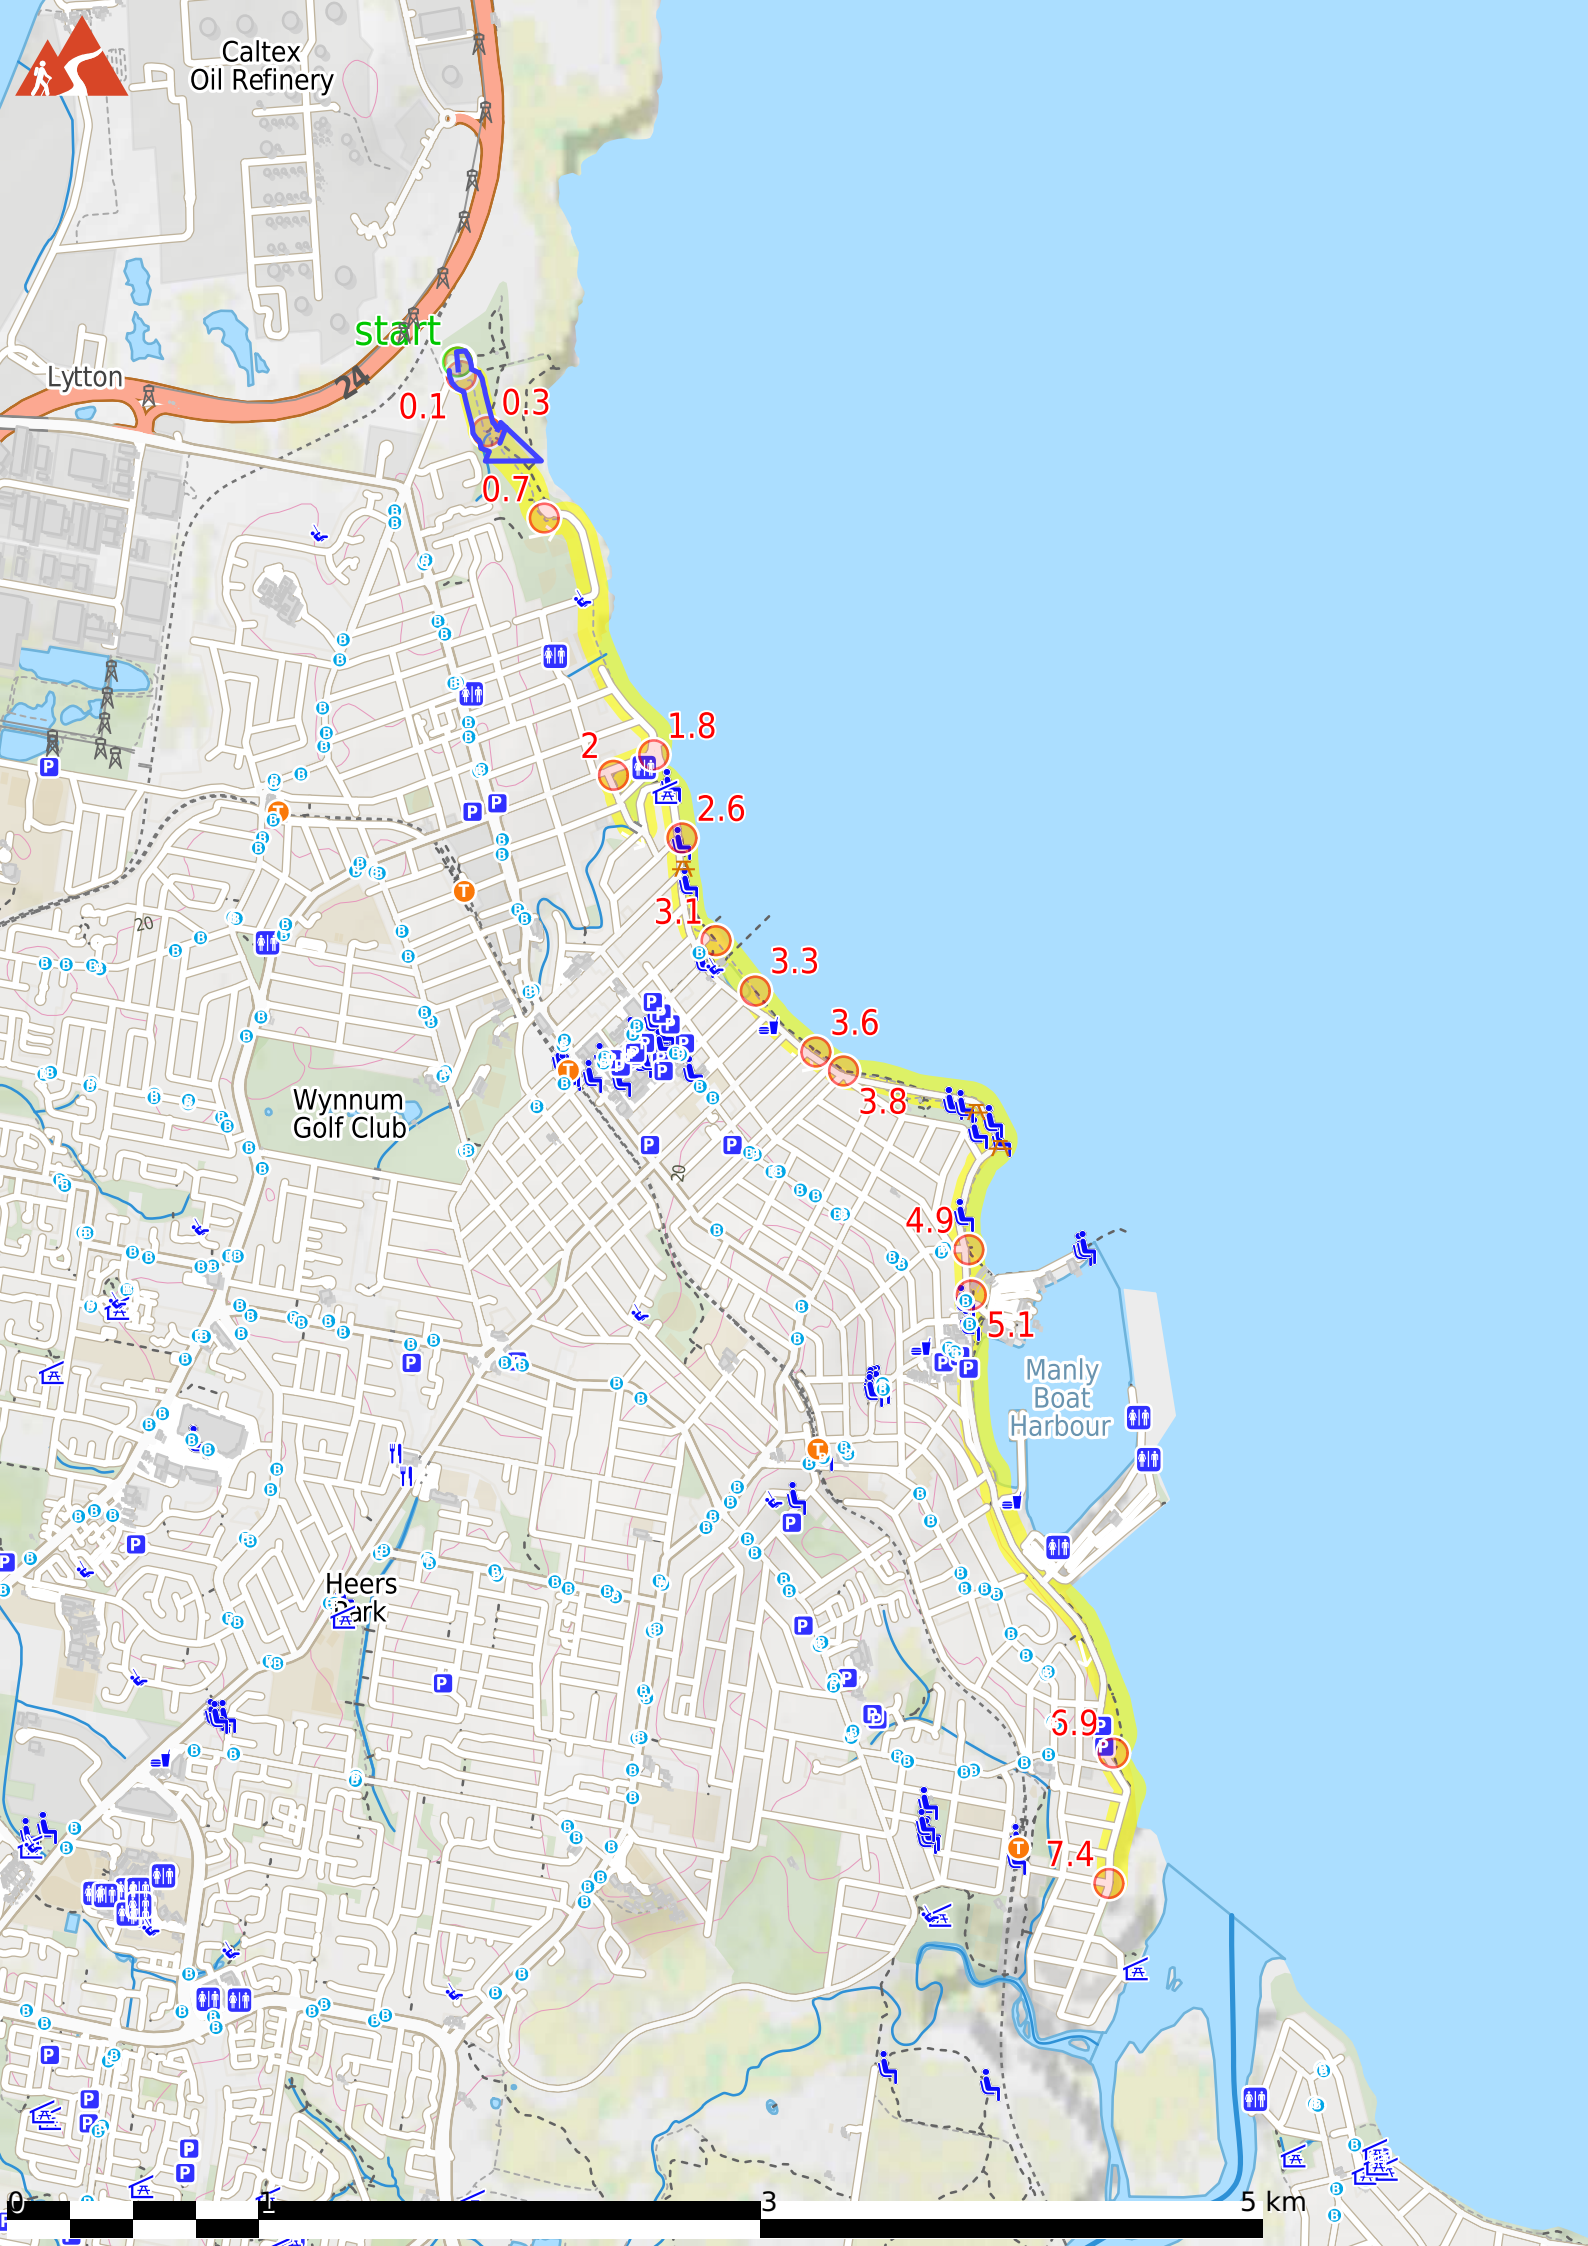 Caltex
Oil Refinery
start
Lytton
24
0.1
0.3
0.7
1.8
2
2.6
20
3.1
3.3
3.6
3.8
Wynnum
Golf Club
20
4.9
5.1
Manly
Boat
Harbour
Heers
Park
6.9
7.4
0
1
3
5 km